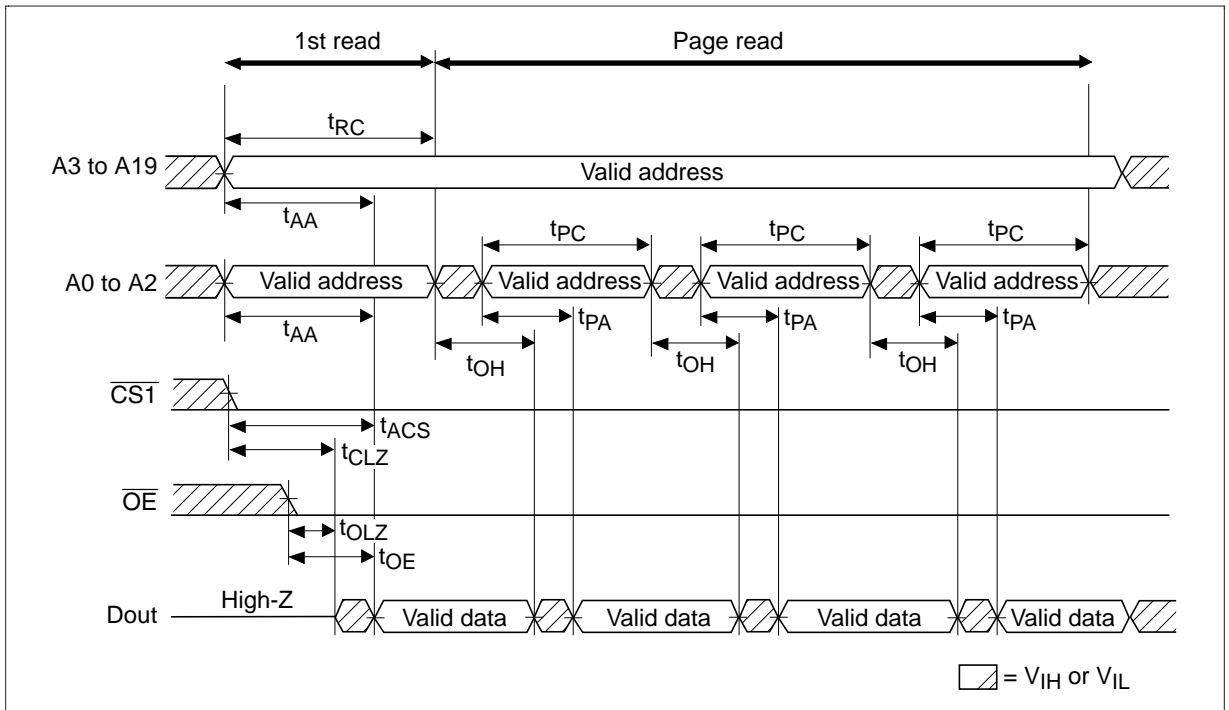 1st read Page read
tRC
A3 to A19 Valid address
tAA
tPC tPC tPC
A0 to A2 Valid address Valid address Valid address Valid address
tAA tPA tPA tPA
tOH tOH tOH
CS1
tACS
tCLZ
OE
tOLZ
tOE
High-Z
Dout Valid data Valid data Valid data Valid data
= VIH or VIL